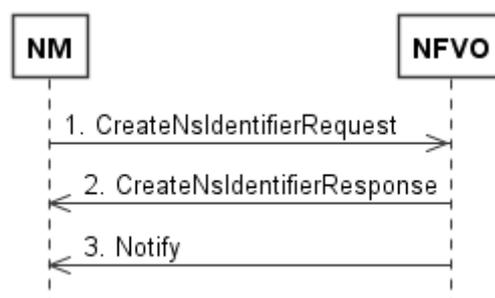 NM
NFVO
1. CreateNsIdentifierRequest
2. CreateNsIdentifierResponse
3. Notify